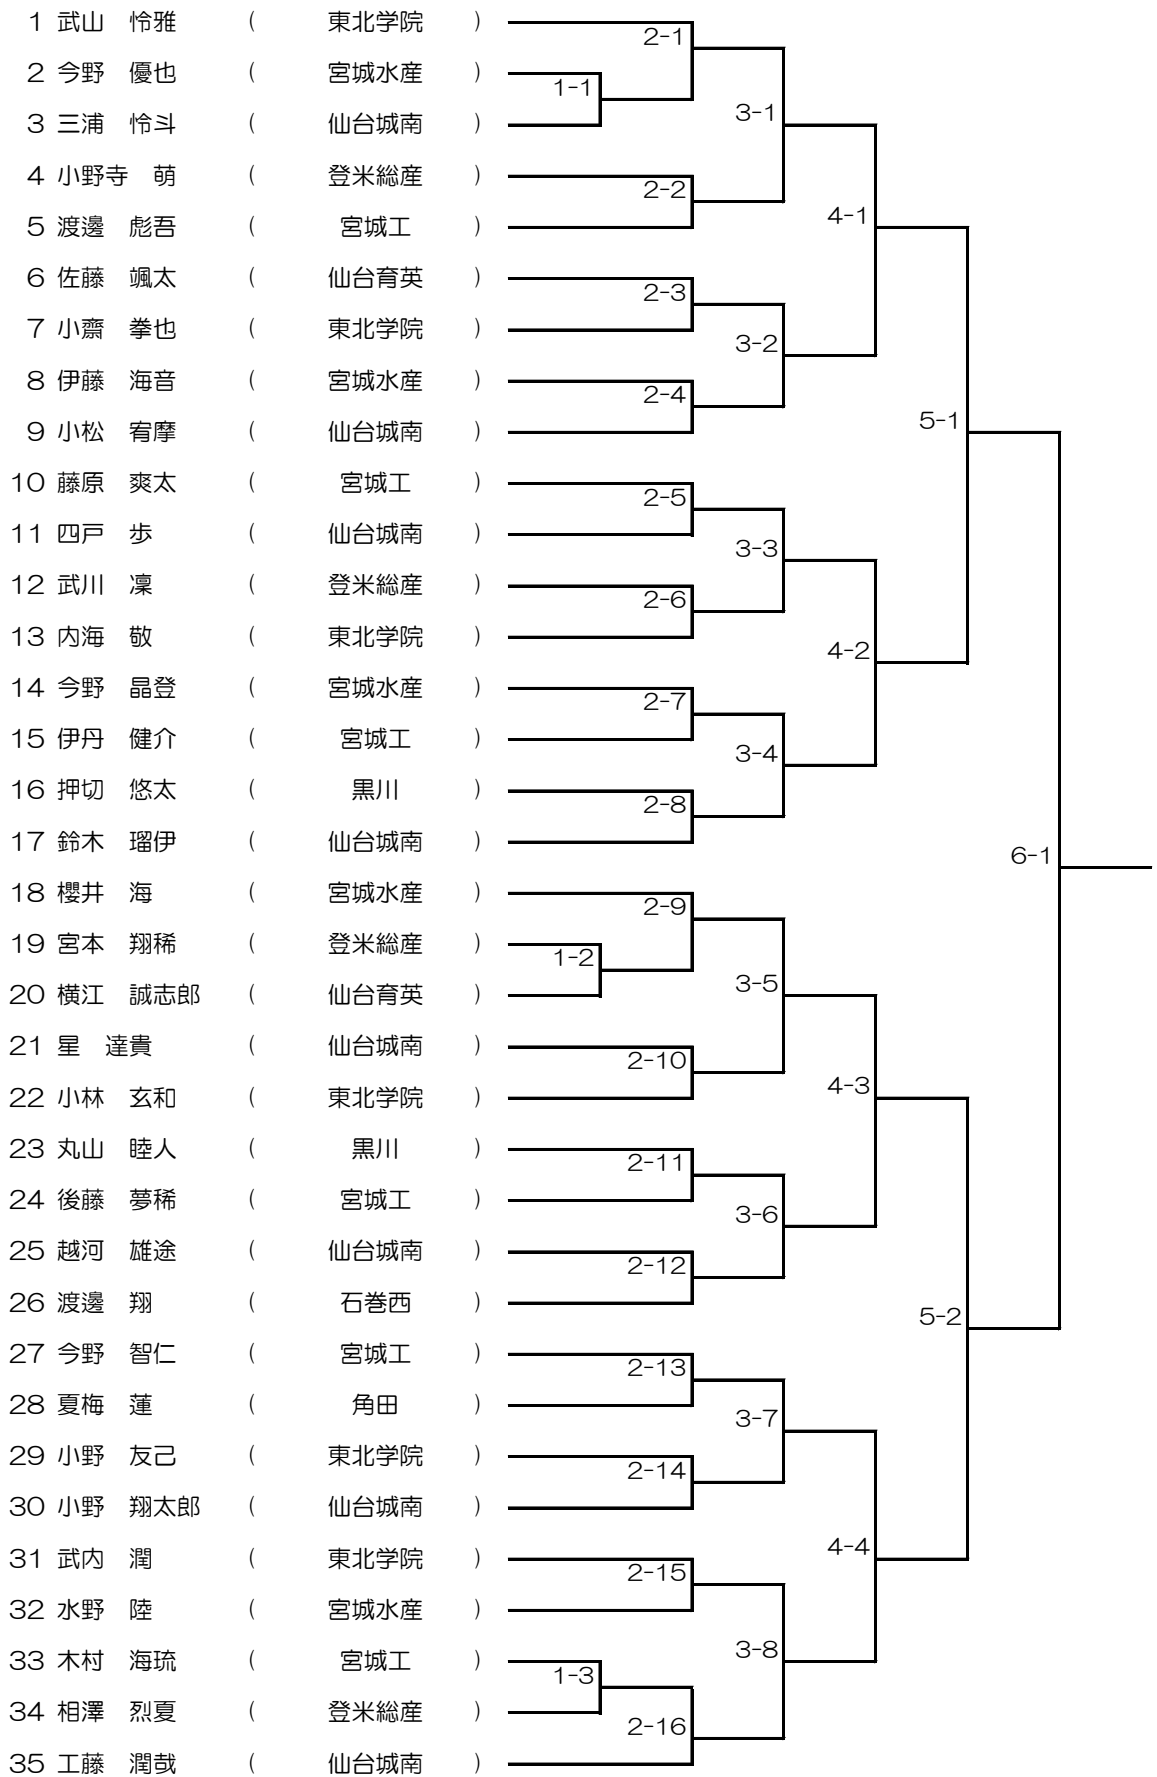 1 武山　怜雅 ( 東北学院 )
2-1
2 今野　優也 ( 宮城水産 )
1-1
3-1
3 三浦　怜斗 ( 仙台城南 )
4 小野寺　萌 ( 登米総産 )
2-2
4-1
5 渡邊　彪吾 ( 宮城工 )
6 佐藤　颯太 ( 仙台育英 )
2-3
7 小齋　拳也 ( 東北学院 )
3-2
8 伊藤　海音 ( 宮城水産 )
2-4
5-1
9 小松　宥摩 ( 仙台城南 )
10 藤原　爽太 ( 宮城工 )
2-5
11 四戸　歩 ( 仙台城南 )
3-3
12 武川　凜 ( 登米総産 )
2-6
13 内海　敬 ( 東北学院 )
4-2
14 今野　晶登 ( 宮城水産 )
2-7
15 伊丹　健介 ( 宮城工 )
3-4
16 押切　悠太 ( 黒川 )
2-8
17 鈴木　瑠伊 ( 仙台城南 )
6-1
18 櫻井　海 ( 宮城水産 )
2-9
19 宮本　翔稀 ( 登米総産 )
1-2
3-5
20 横江　誠志郎 ( 仙台育英 )
21 星　達貴 ( 仙台城南 )
2-10
4-3
22 小林　玄和 ( 東北学院 )
23 丸山　睦人 ( 黒川 )
2-11
24 後藤　夢稀 ( 宮城工 )
3-6
25 越河　雄途 ( 仙台城南 )
2-12
26 渡邊　翔 ( 石巻西 )
5-2
27 今野　智仁 ( 宮城工 )
2-13
28 夏梅　蓮 ( 角田 )
3-7
29 小野　友己 ( 東北学院 )
2-14
30 小野　翔太郎 ( 仙台城南 )
4-4
31 武内　潤 ( 東北学院 )
2-15
32 水野　陸 ( 宮城水産 )
3-8
33 木村　海琉 ( 宮城工 )
1-3
34 相澤　烈夏 ( 登米総産 )
2-16
35 工藤　潤哉 ( 仙台城南 )